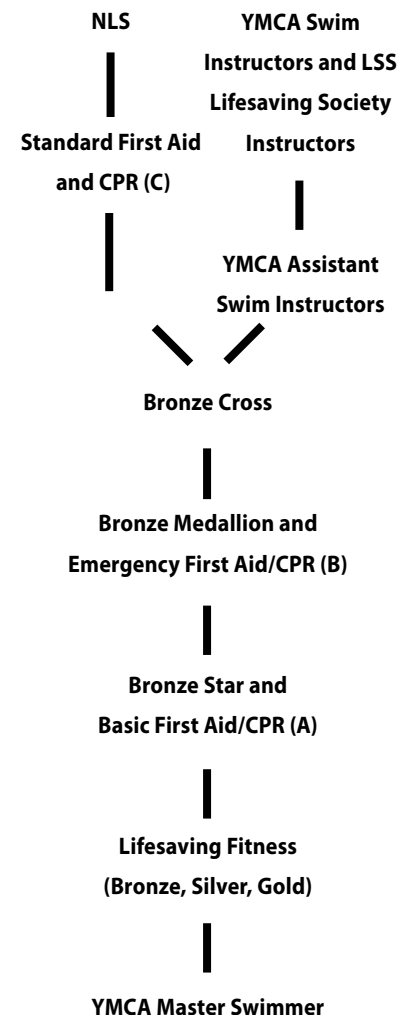 NLS
Standard First Aid
and CPR (C)
YMCA Swim
Instructors and LSS
Lifesaving Society
Instructors
YMCA Assistant
Swim Instructors
Bronze Cross
Bronze Medallion and
Emergency First Aid/CPR (B)
Bronze Star and
Basic First Aid/CPR (A)
Lifesaving Fitness
(Bronze, Silver, Gold)
YMCA Master Swimmer